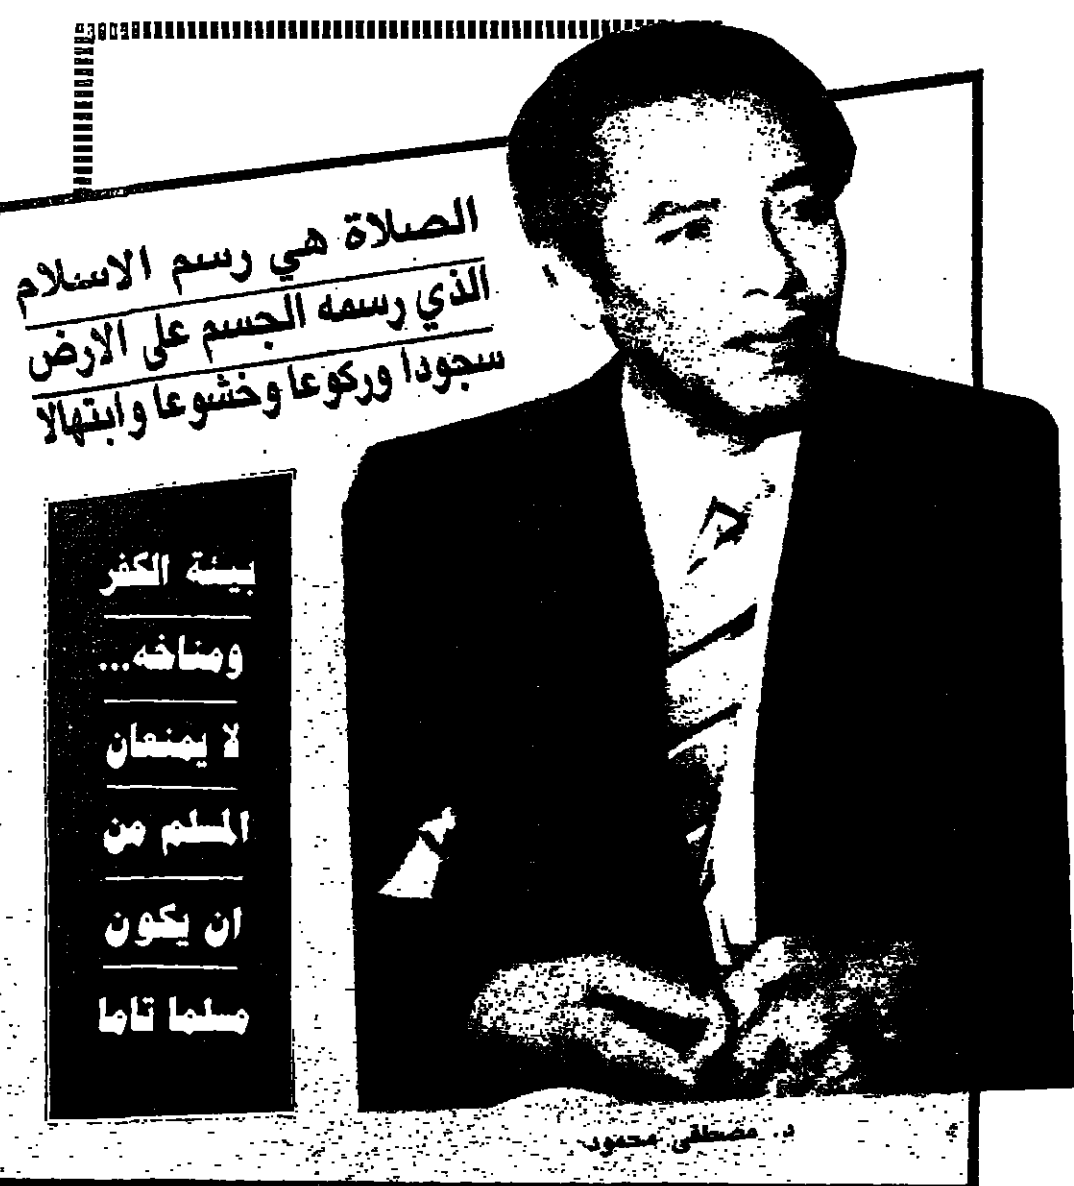 الصلاة هي رسم الاسلام
الذي رسمه الجسم على الارض
سجودا وركوعا وخشوعا وابتهالا
بيئة الكفر
ومناخه...
لا يمنعان
المسلم من
ان يكون
مسلما تاما
د. مصطفى محمود